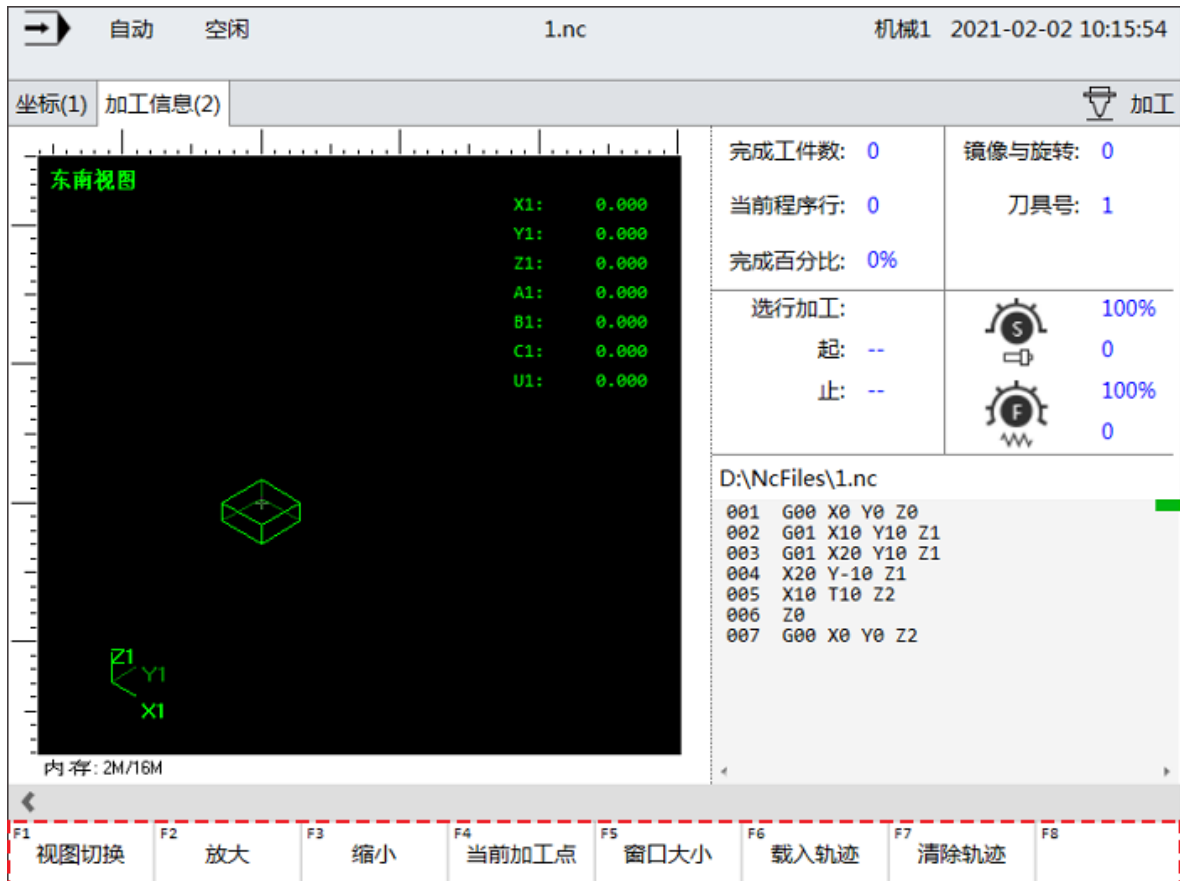 自动 空闲 1.nc 机械1 2021-02-02 10:15:54
坐标(1) 加工信息(2) 加工
东南视图
X1: 0.000
Y1: 0.000
Z1: 0.000
A1: 0.000
B1: 0.000
C1: 0.000
U1: 0.000
Z1
Y1
X1
内存: 2M/16M
完成工件数: 0
当前程序行: 0
完成百分比: 0%
镜像与旋转: 0
刀具号: 1
选行加工:
起: --
止: --
S 100%
0
F 100%
0
D:\NcFiles\1.nc
001 G00 X0 Y0 Z0
002 G01 X10 Y10 Z1
003 G01 X20 Y10 Z1
004 X20 Y-10 Z1
005 X10 T10 Z2
006 Z0
007 G00 X0 Y0 Z2
F1 视图切换
F2 放大
F3 缩小
F4 当前加工点
F5 窗口大小
F6 载入轨迹
F7 清除轨迹
F8